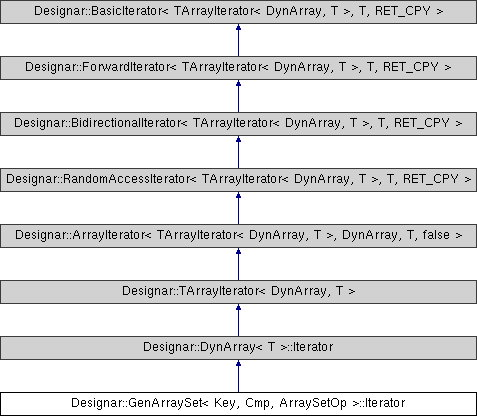 Designar::BasicIterator< TArrayIterator< DynArray, T >, T, RET_CPY >
Designar::ForwardIterator< TArrayIterator< DynArray, T >, T, RET_CPY >
Designar::BidirectionalIterator< TArrayIterator< DynArray, T >, T, RET_CPY >
Designar::RandomAccessIterator< TArrayIterator< DynArray, T >, T, RET_CPY >
Designar::ArrayIterator< TArrayIterator< DynArray, T >, DynArray, T, false >
Designar::TArrayIterator< DynArray, T >
Designar::DynArray< T >::Iterator
Designar::GenArraySet< Key, Cmp, ArraySetOp >::Iterator